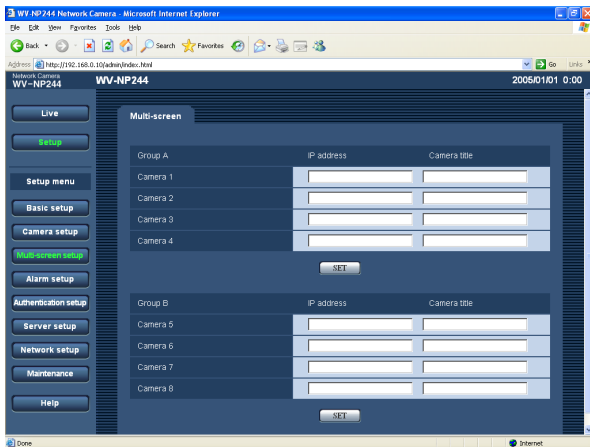 WV-NP244 Network Camera - Microsoft Internet Explorer
File Edit View Favorites Tools Help
Back Search Favorites
Address http://192.168.0.10/admin/index.html Go Links
Network Camera
WV-NP244 WV-NP244 2005/01/01 0:00
Live
Setup
Setup menu
Basic setup
Camera setup
Multi-screen setup
Alarm setup
Authentication setup
Server setup
Network setup
Maintenance
Help
Multi-screen
Group A IP address Camera title
Camera 1
Camera 2
Camera 3
Camera 4
SET
Group B IP address Camera title
Camera 5
Camera 6
Camera 7
Camera 8
SET
Done Internet